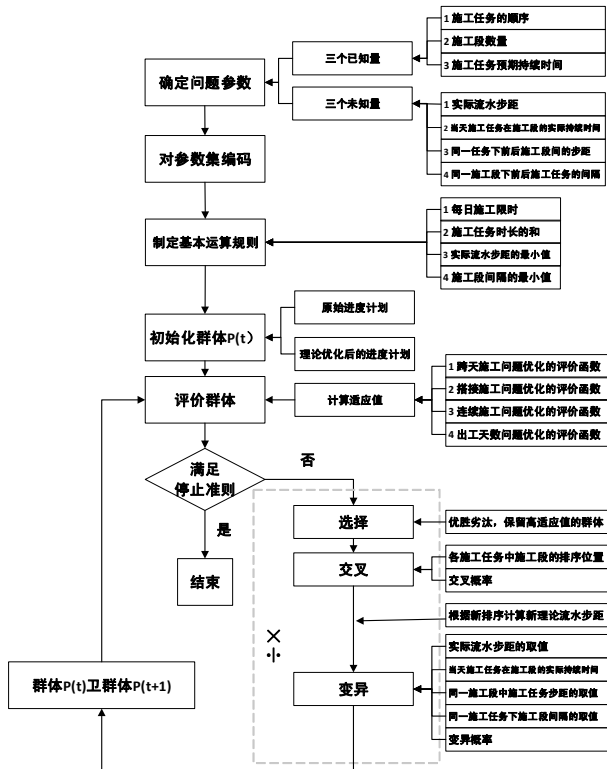 1 施工任务的顺序
2 施工段数量
3 施工任务预期持续时间
三个已知量
确定问题参数
三个未知量
1 实际流水步距
2 当天施工任务在施工段的实际持续时间
3 同一任务下前后施工段间的步距
4 同一施工段下前后施工任务的间隔
对参数集编码
制定基本运算规则
1 每日施工限时
2 施工任务时长的和
3 实际流水步距的最小值
4 施工段间隔的最小值
原始进度计划
初始化群体P(t)
理论优化后的进度计划
评价群体
计算适应值
1 跨天施工问题优化的评价函数
2 搭接施工问题优化的评价函数
3 连续施工问题优化的评价函数
4 出工天数问题优化的评价函数
满足
停止准则
否
是
结束
选择
优胜劣汰，保留高适应值的群体
交叉
各施工任务中施工段的排序位置
交叉概率
根据新排序计算新理论流水步距
变异
实际流水步距的取值
当天施工任务在施工段的实际持续时间
同一施工段中施工任务步距的取值
同一施工任务下施工段间隔的取值
变异概率
群体P(t)卫群体P(t+1)